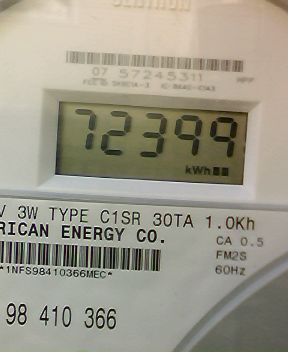 07 57245311
72399
kWh
V 3W TYPE C1SR 30TA 1.0Kh
RICAN ENERGY CO.
CA 0.5
FM2S
60Hz
*1NFS98410366MEC*
98 410 366